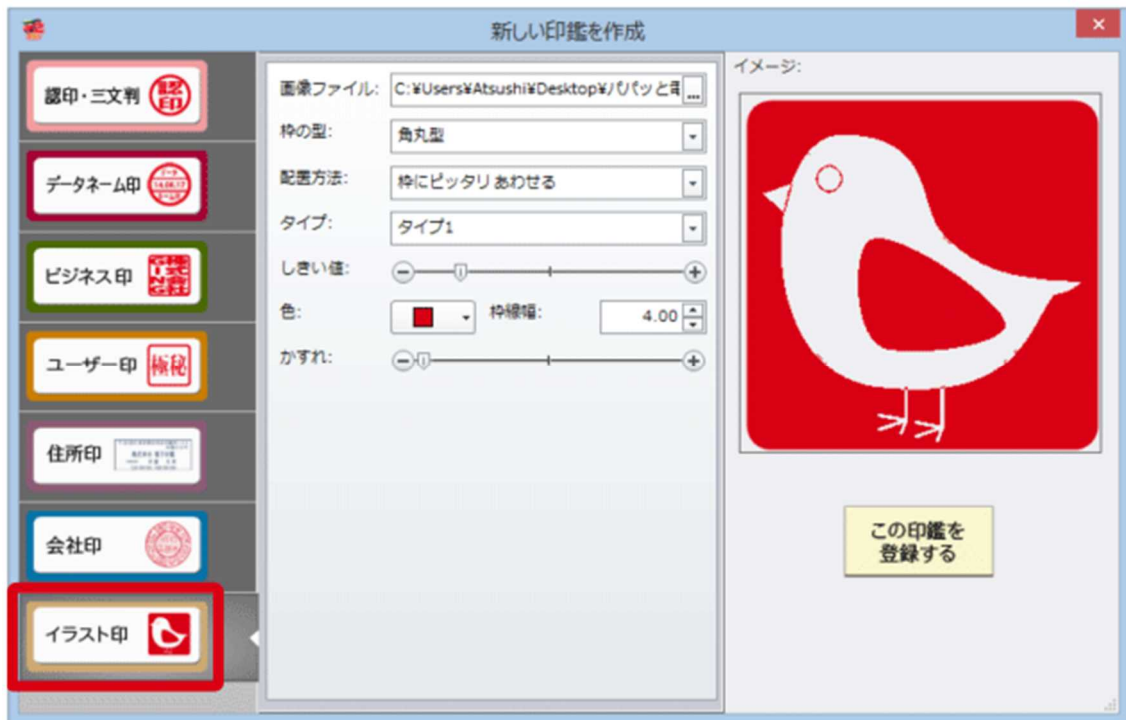 新しい印鑑を作成
認印・三文判
認印
データネーム印
ビジネス印
ユーザー印
極秘
住所印
会社印
イラスト印
画像ファイル:
C:¥Users¥Atsushi¥Desktop¥パパッと電
...
枠の型:
角丸型
配置方法:
枠にピッタリあわせる
タイプ:
タイプ1
しきい値:
色:
枠線幅:
4.00
かすれ:
イメージ:
この印鑑を
登録する